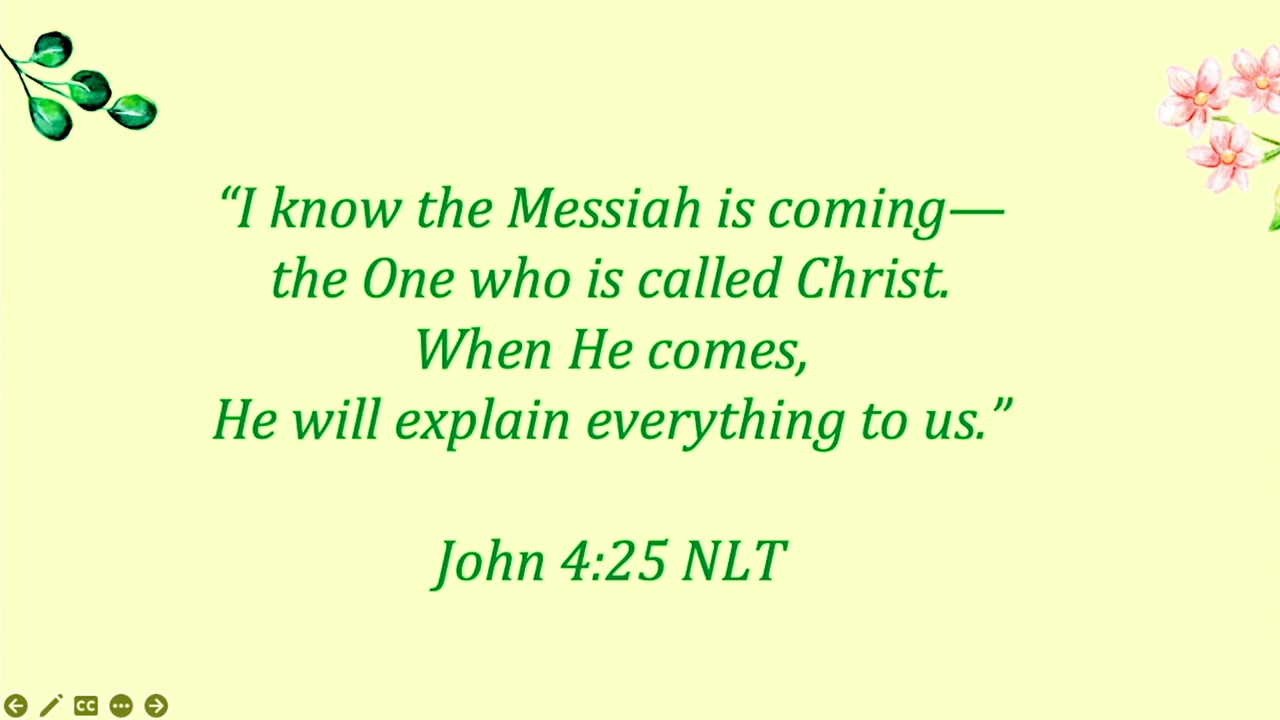 “I know the Messiah is coming—
the One who is called Christ.
When He comes,
He will explain everything to us.”
John 4:25 NLT
CC